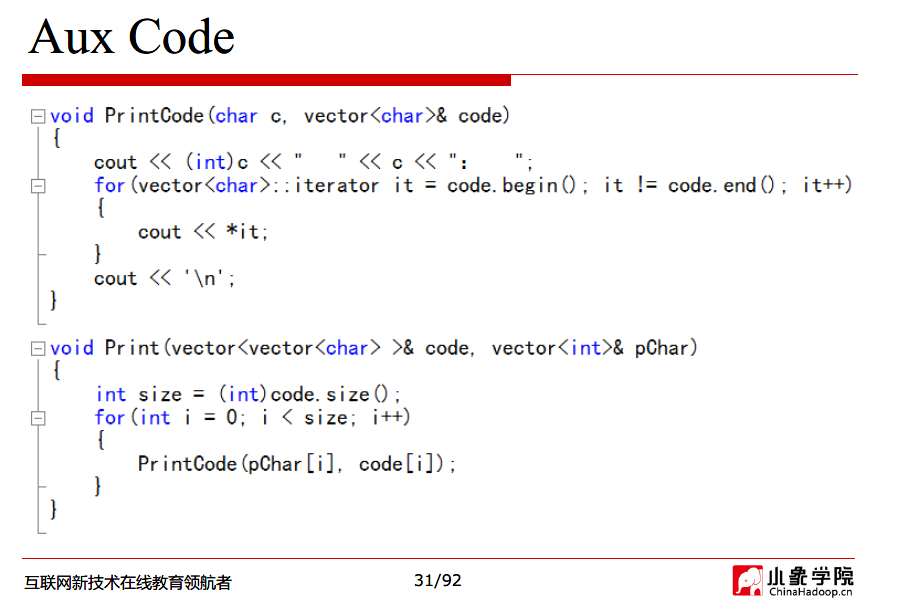 Aux Code
void PrintCode(char c, vector<char>& code)
{
    cout << (int)c << "   " << c << ":   ";
    for(vector<char>::iterator it = code.begin(); it != code.end(); it++)
    {
        cout << *it;
    }
    cout << '\n';
}
void Print(vector<vector<char> >& code, vector<int>& pChar)
{
    int size = (int)code.size();
    for(int i = 0; i < size; i++)
    {
        PrintCode(pChar[i], code[i]);
    }
}
互联网新技术在线教育领航者
31/92
小象学院
ChinaHadoop.cn